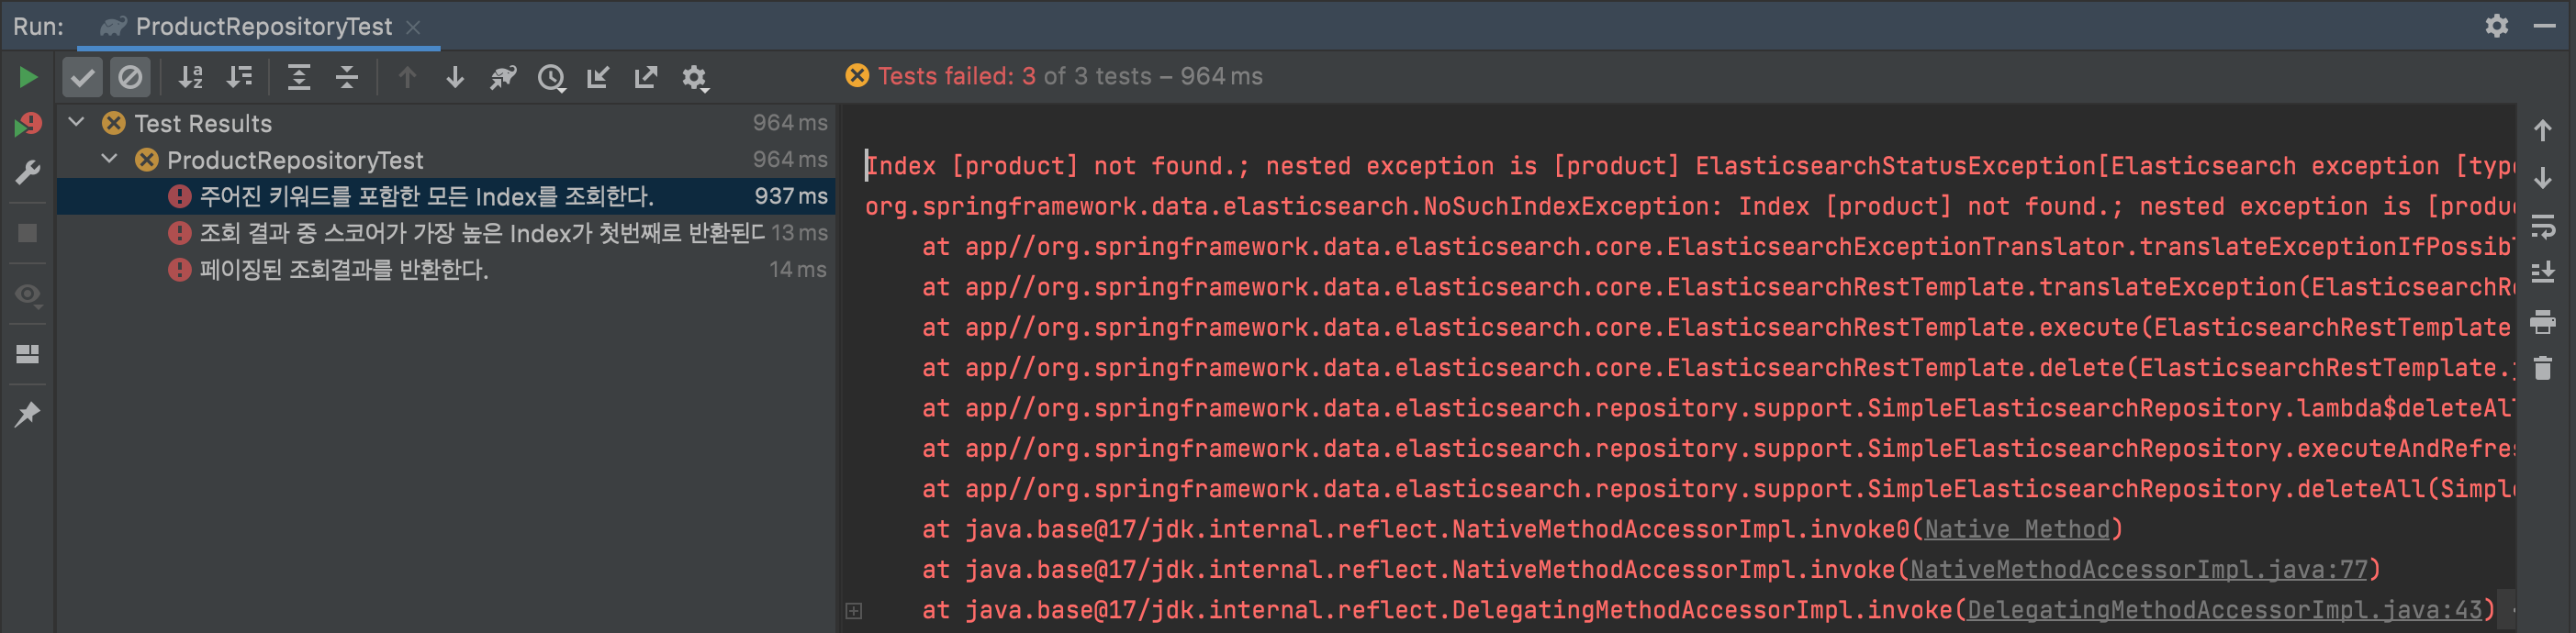 Run: ProductRepositoryTest
Tests failed: 3 of 3 tests – 964 ms
Test Results 964 ms
ProductRepositoryTest 964 ms
주어진 키워드를 포함한 모든 Index를 조회한다. 937 ms
조회 결과 중 스코어가 가장 높은 Index가 첫번째로 반환된다 13 ms
페이징된 조회결과를 반환한다. 14 ms
Index [product] not found.; nested exception is [product] ElasticsearchStatusException[Elasticsearch exception [type
org.springframework.data.elasticsearch.NoSuchIndexException: Index [product] not found.; nested exception is [produc
at app//org.springframework.data.elasticsearch.core.ElasticsearchExceptionTranslator.translateExceptionIfPossib
at app//org.springframework.data.elasticsearch.core.ElasticsearchRestTemplate.translateException(ElasticsearchRe
at app//org.springframework.data.elasticsearch.core.ElasticsearchRestTemplate.execute(ElasticsearchRestTemplate.
at app//org.springframework.data.elasticsearch.core.ElasticsearchRestTemplate.delete(ElasticsearchRestTemplate.j
at app//org.springframework.data.elasticsearch.repository.support.SimpleElasticsearchRepository.lambda$deleteAll
at app//org.springframework.data.elasticsearch.repository.support.SimpleElasticsearchRepository.executeAndRefres
at app//org.springframework.data.elasticsearch.repository.support.SimpleElasticsearchRepository.deleteAll(Simple
at java.base@17/jdk.internal.reflect.NativeMethodAccessorImpl.invoke0(Native Method)
at java.base@17/jdk.internal.reflect.NativeMethodAccessorImpl.invoke(NativeMethodAccessorImpl.java:77)
at java.base@17/jdk.internal.reflect.DelegatingMethodAccessorImpl.invoke(DelegatingMethodAccessorImpl.java:43)